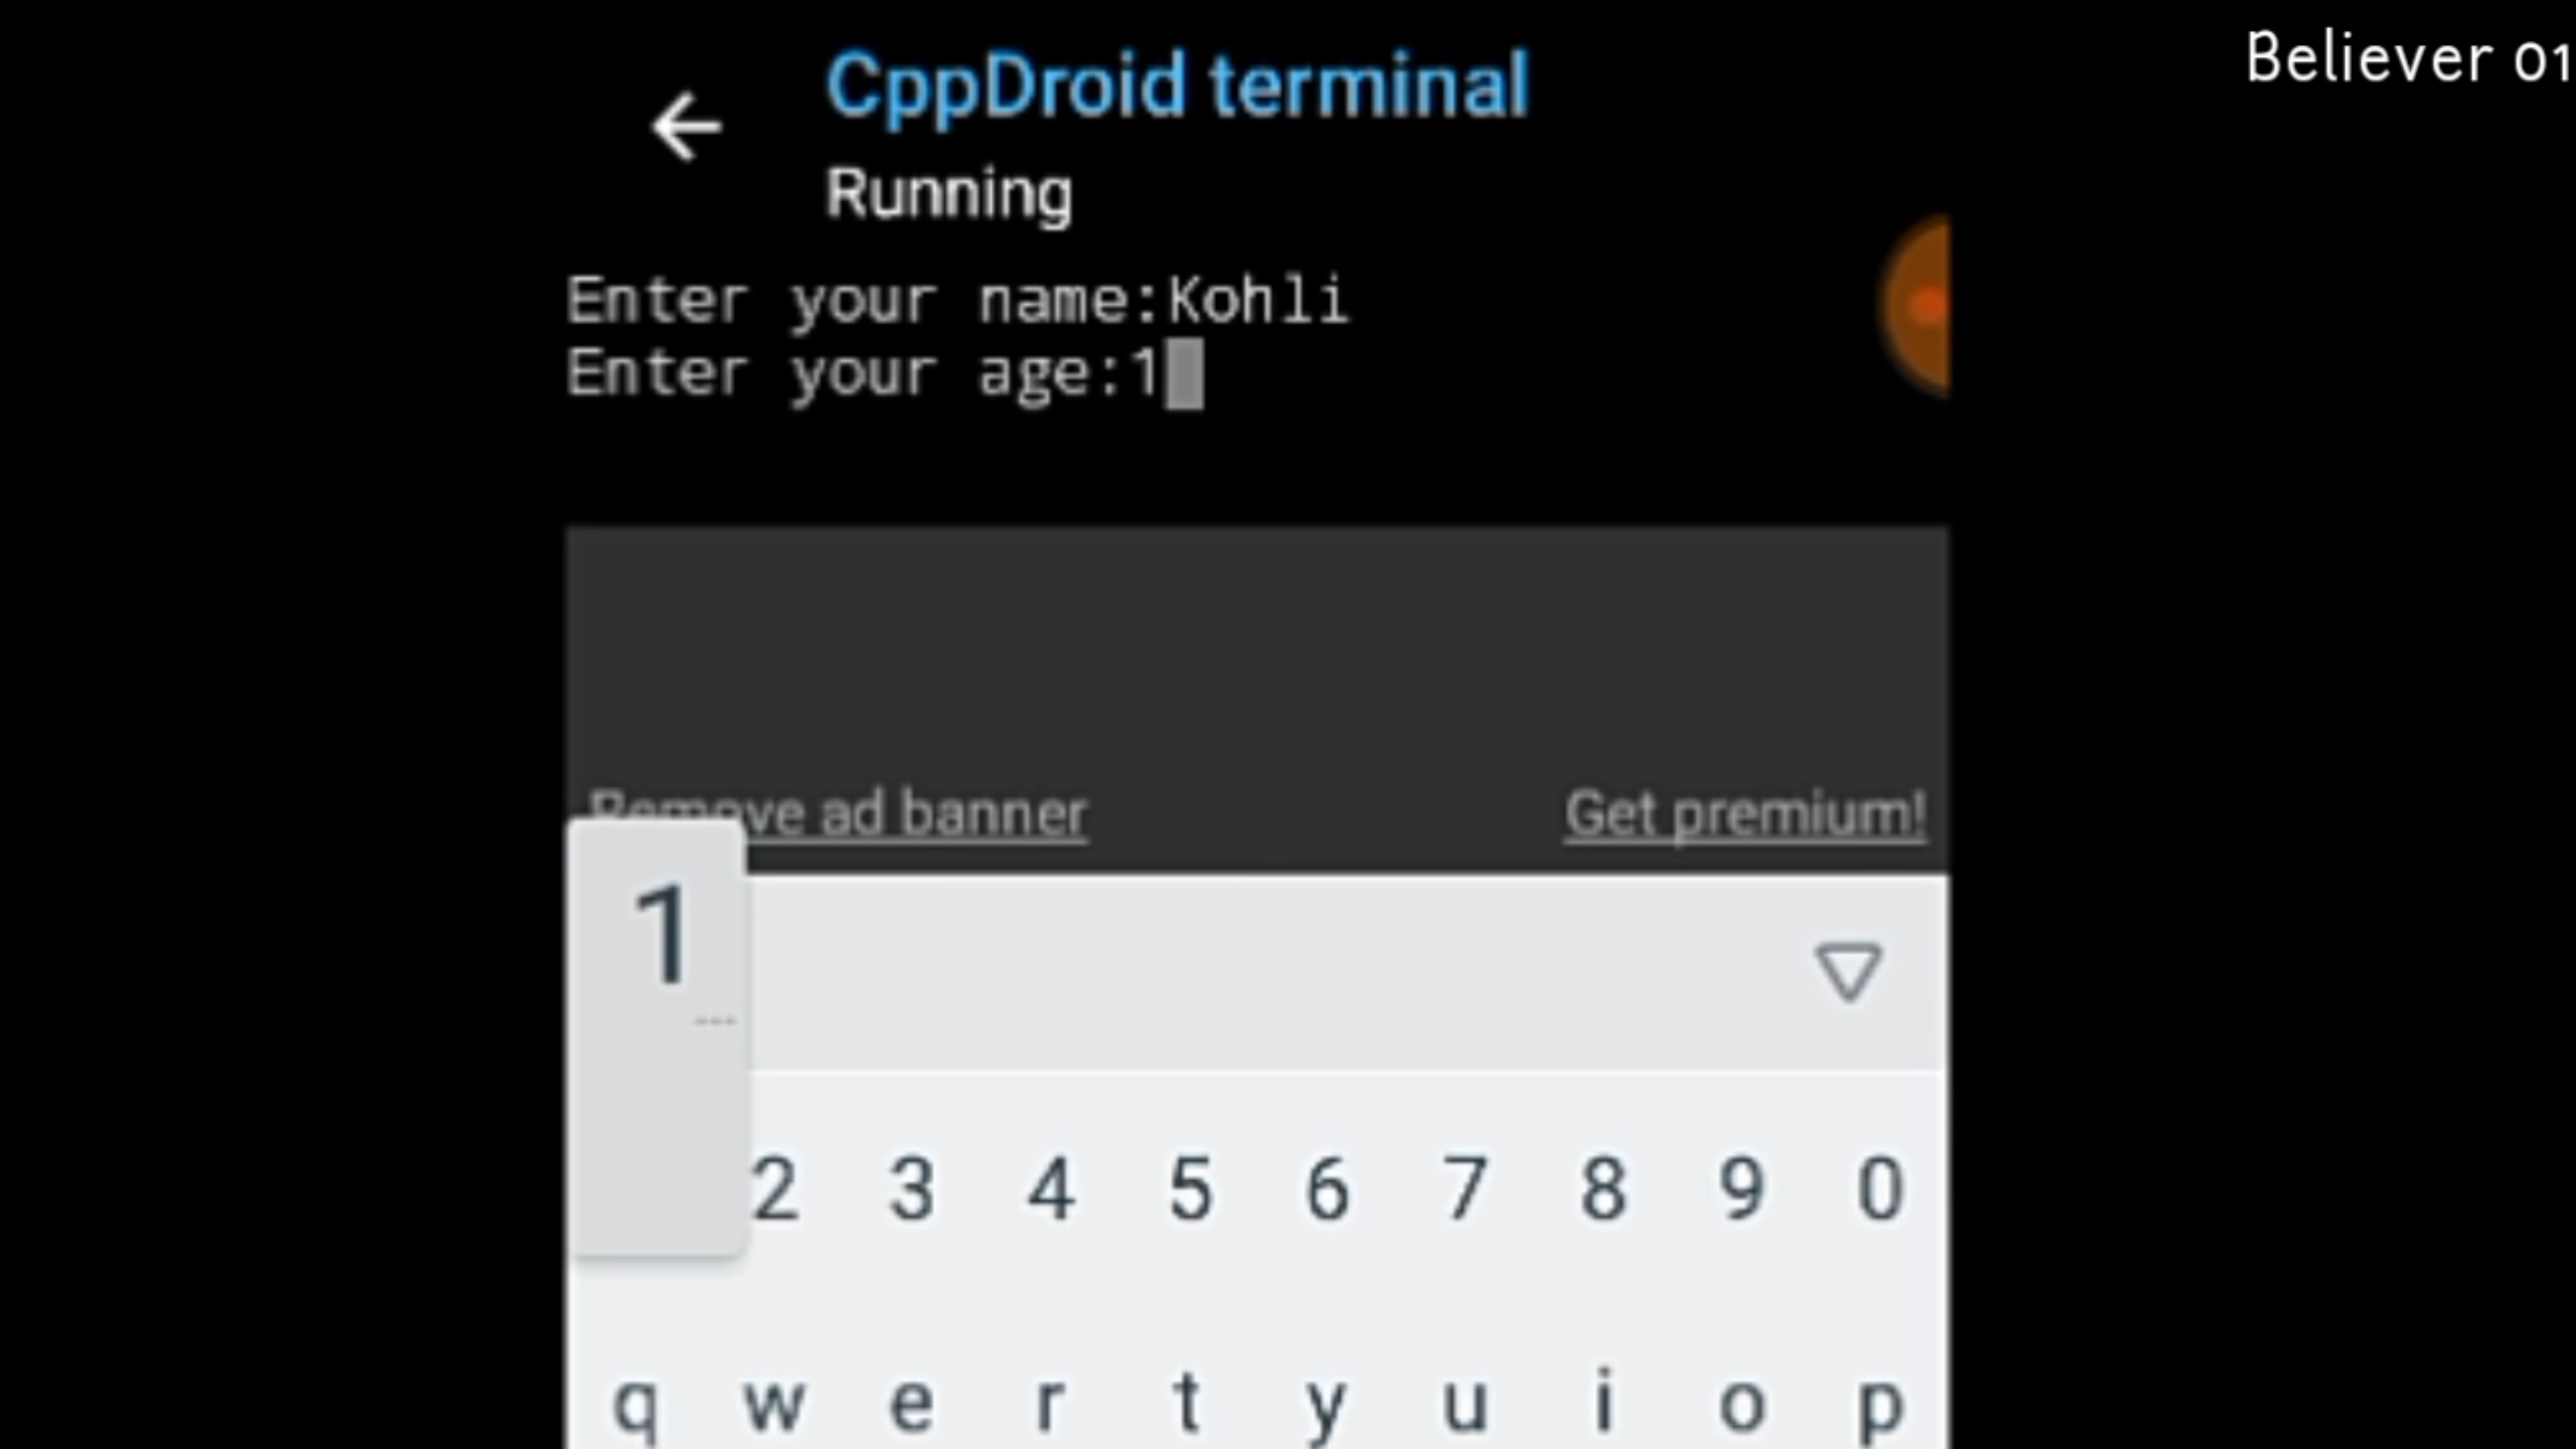 Believer 01
CppDroid terminal
Running
Enter your name:Kohli
Enter your age:1
Remove ad banner
Get premium!
1
2 3 4 5 6 7 8 9 0
q w e r t y u i o p